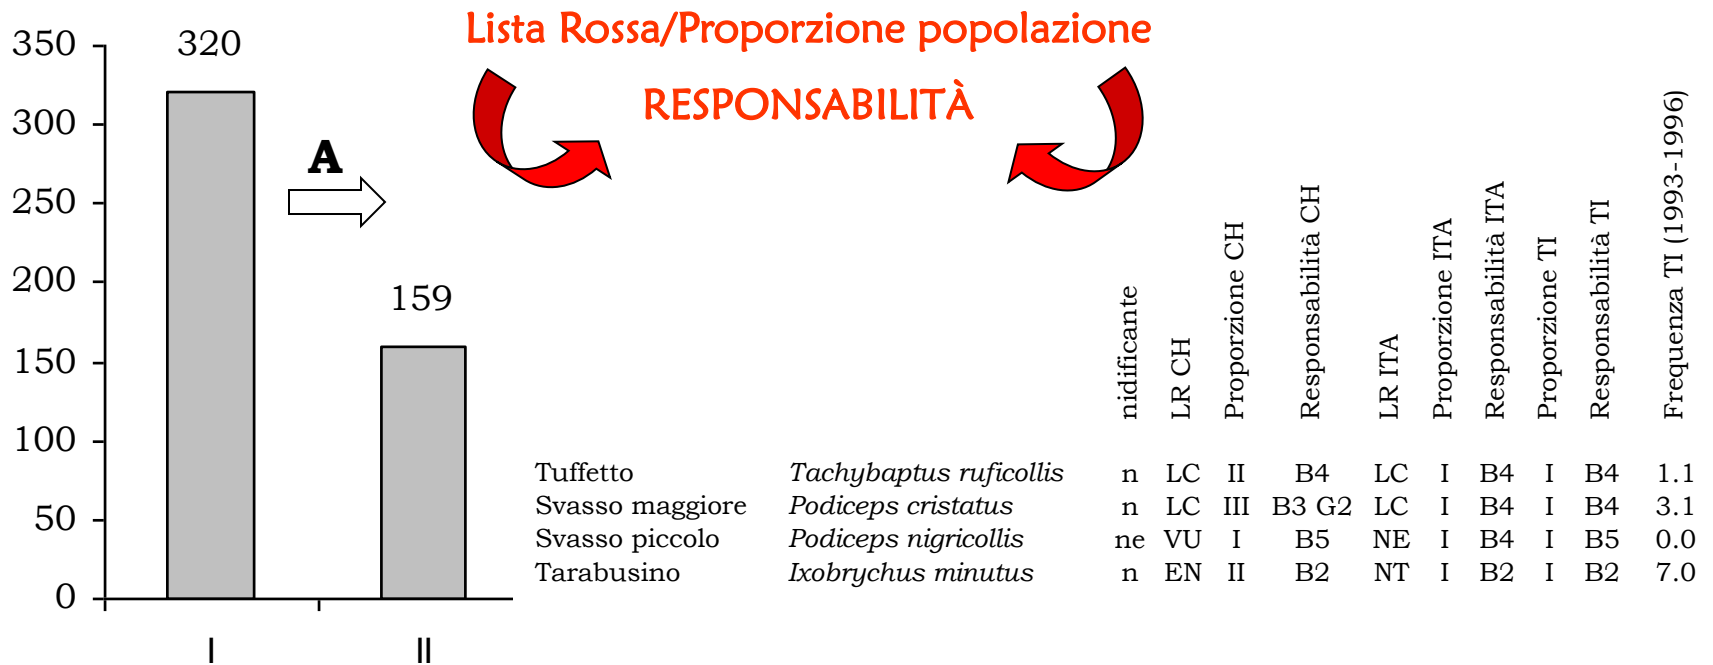 Lista Rossa/Proporzione popolazione
RESPONSABILITÀ
350
300
250
200
150
100
50
0
320
A
159
I
II
nidificante
LR CH
Proporzione CH
Responsabilità CH
LR ITA
Proporzione ITA
Responsabilità ITA
Proporzione TI
Responsabilità TI
Frequenza TI (1993-1996)
Tuffetto Tachybaptus ruficollis n LC II B4 LC I B4 I B4 1.1
Svasso maggiore Podiceps cristatus n LC III B3 G2 LC I B4 I B4 3.1
Svasso piccolo Podiceps nigricollis ne VU I B5 NE I B4 I B5 0.0
Tarabusino Ixobrychus minutus n EN II B2 NT I B2 I B2 7.0